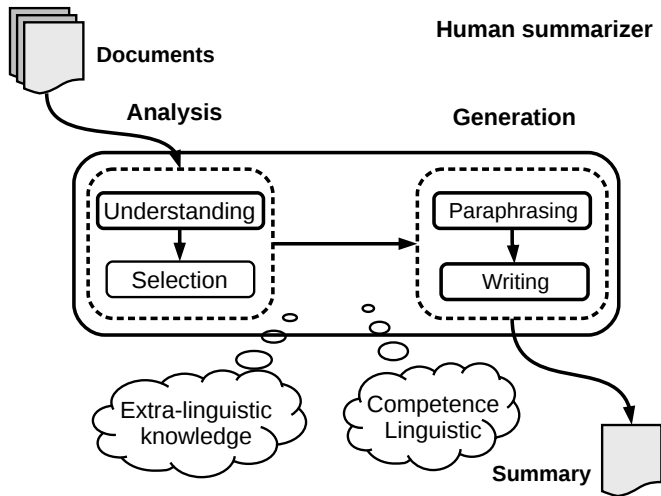 Human summarizer
Documents
Analysis
Generation
Understanding
Selection
Paraphrasing
Writing
Extra-linguistic
knowledge
Competence
Linguistic
Summary